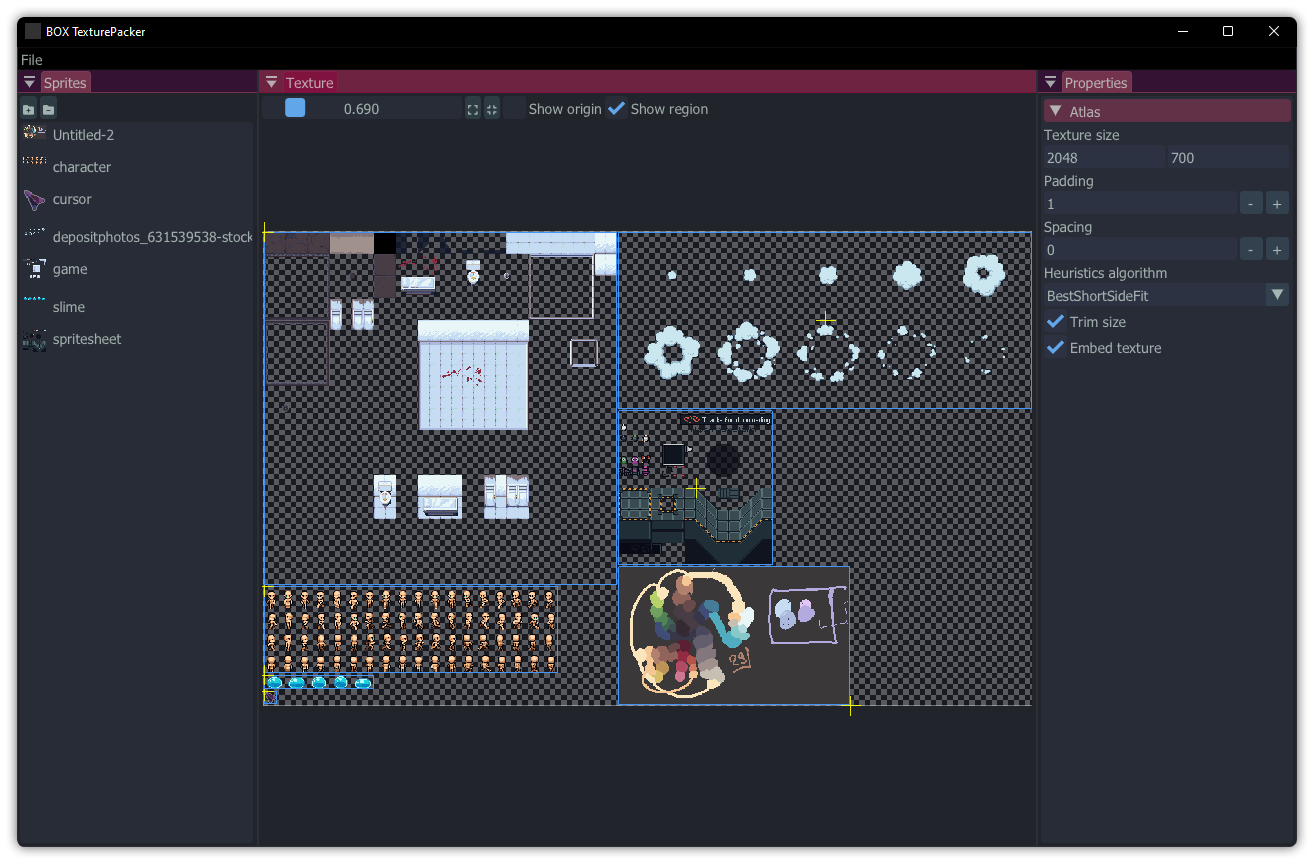 BOX TexturePacker
File
Sprites
Texture
Properties
0.690
Show origin
Show region
Untitled-2
character
cursor
depositphotos_631539538-stock
game
slime
spritesheet
Atlas
Texture size
2048
700
Padding
1
- +
Spacing
0
- +
Heuristics algorithm
BestShortSideFit
Trim size
Embed texture